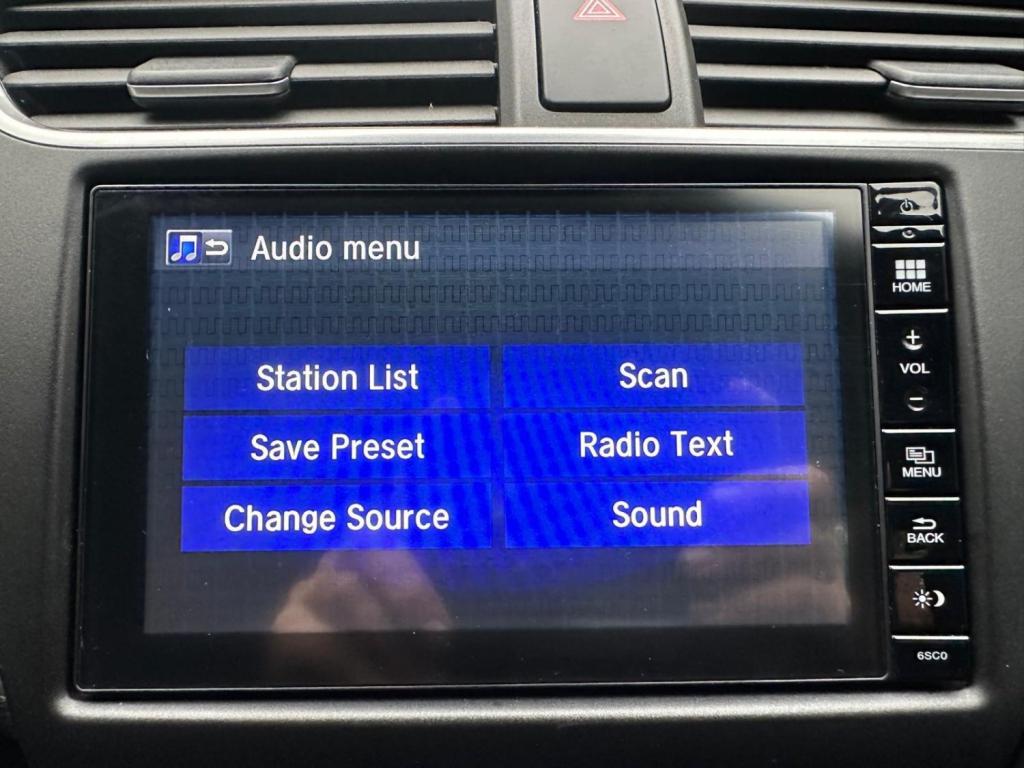 Audio menu
Station List
Scan
Save Preset
Radio Text
Change Source
Sound
HOME
+
VOL
−
MENU
BACK
6SC0